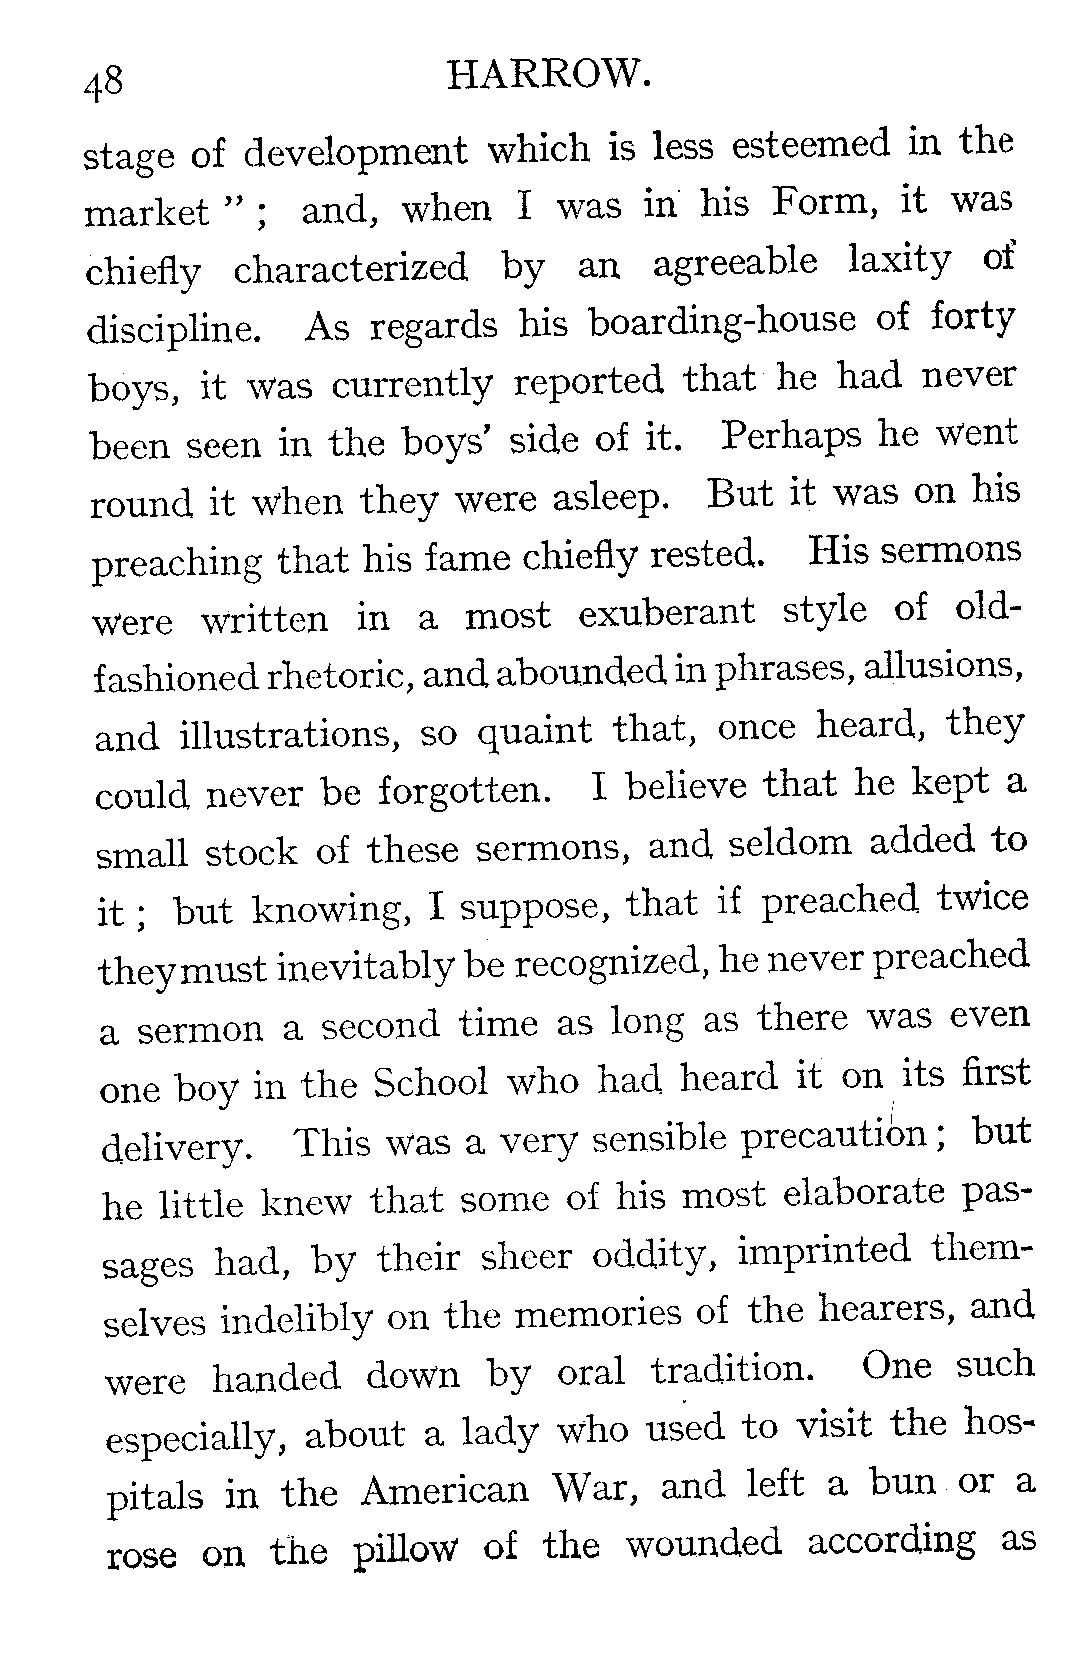 48 HARROW.
stage of development which is less esteemed in the
market ” ; and, when I was in his Form, it was
chiefly characterized by an agreeable laxity of
discipline. As regards his boarding-house of forty
boys, it was currently reported that he had never
been seen in the boys’ side of it. Perhaps he went
round it when they were asleep. But it was on his
preaching that his fame chiefly rested. His sermons
were written in a most exuberant style of old-
fashioned rhetoric, and abounded in phrases, allusions,
and illustrations, so quaint that, once heard, they
could never be forgotten. I believe that he kept a
small stock of these sermons, and seldom added to
it ; but knowing, I suppose, that if preached twice
they must inevitably be recognized, he never preached
a sermon a second time as long as there was even
one boy in the School who had heard it on its first
delivery. This was a very sensible precaution ; but
he little knew that some of his most elaborate pas-
sages had, by their sheer oddity, imprinted them-
selves indelibly on the memories of the hearers, and
were handed down by oral tradition. One such
especially, about a lady who used to visit the hos-
pitals in the American War, and left a bun or a
rose on the pillow of the wounded according as